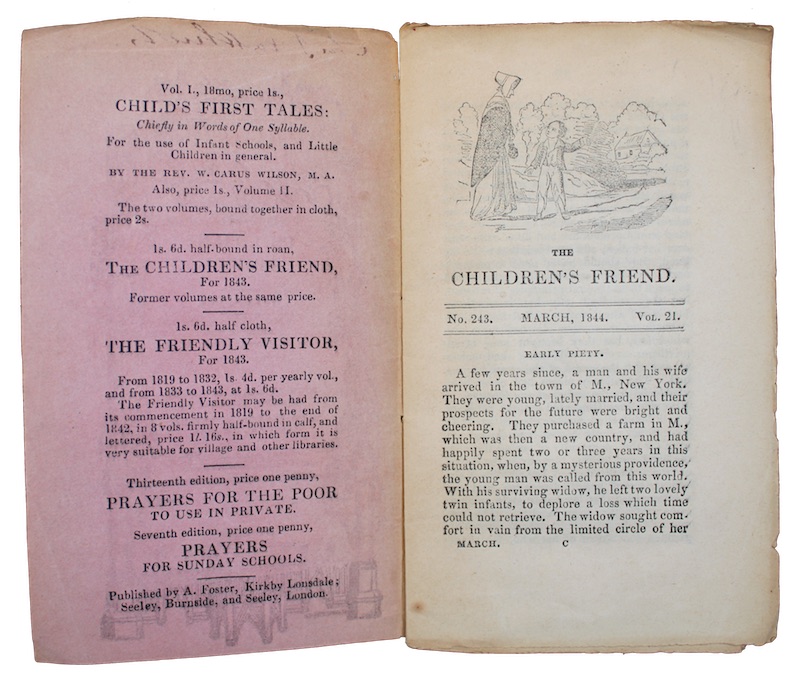 Vol. I., 18mo, price 1s.,
CHILD'S FIRST TALES:
Chiefly in Words of One Syllable.
For the use of Infant Schools, and Little
Children in general.
BY THE REV. W. CARUS WILSON, M. A.
Also, price 1s., Volume II.
The two volumes, bound together in cloth,
price 2s.
1s. 6d. half-bound in roan,
THE CHILDREN'S FRIEND,
For 1843.
Former volumes at the same price.
1s. 6d. half cloth,
THE FRIENDLY VISITOR,
For 1843.
From 1819 to 1832, 1s. 4d. per yearly vol.,
and from 1833 to 1843, at 1s. 6d.
The Friendly Visitor may be had from
its commencement in 1819 to the end of
1842, in 8 vols. firmly half-bound in calf, and
lettered, price 1l. 16s., in which form it is
very suitable for village and other libraries.
Thirteenth edition, price one penny,
PRAYERS FOR THE POOR
TO USE IN PRIVATE.
Seventh edition, price one penny,
PRAYERS
FOR SUNDAY SCHOOLS.
Published by A. Foster, Kirkby Lonsdale;
Seeley, Burnside, and Seeley, London.
THE
CHILDREN'S FRIEND.
No. 243. MARCH, 1844. VOL. 21.
EARLY PIETY.
A few years since, a man and his wife
arrived in the town of M., New York.
They were young, lately married, and their
prospects for the future were bright and
cheering. They purchased a farm in M.,
which was then a new country, and had
happily spent two or three years in this
situation, when, by a mysterious providence,
the young man was called from this world.
With his surviving widow, he left two lovely
twin infants, to deplore a loss which time
could not retrieve. The widow sought com-
fort in vain from the limited circle of her
MARCH. C